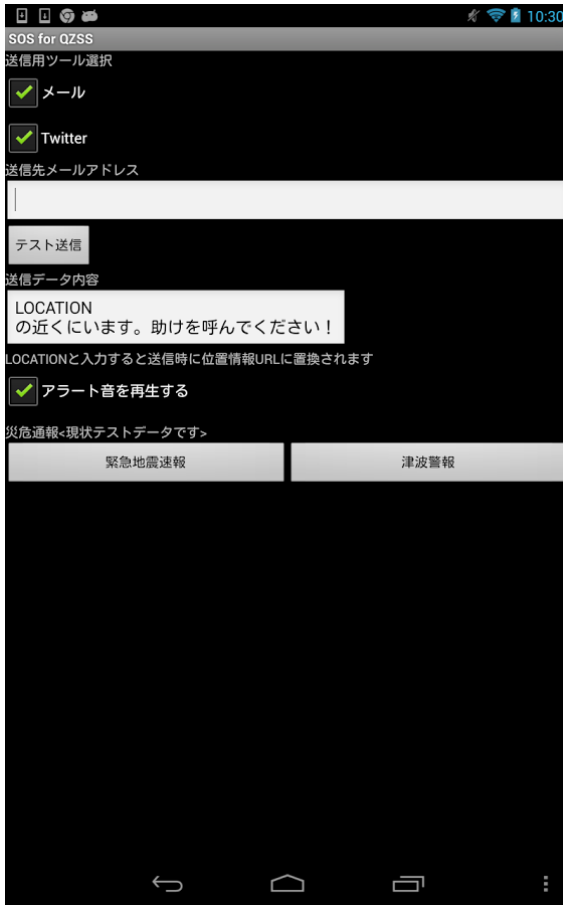 10:30
SOS for QZSS
送信用ツール選択
メール
Twitter
送信先メールアドレス
テスト送信
送信データ内容
LOCATION
の近くにいます。助けを呼んでください！
LOCATIONと入力すると送信時に位置情報URLに置換されます
アラート音を再生する
災危通報<現状テストデータです>
緊急地震速報 津波警報